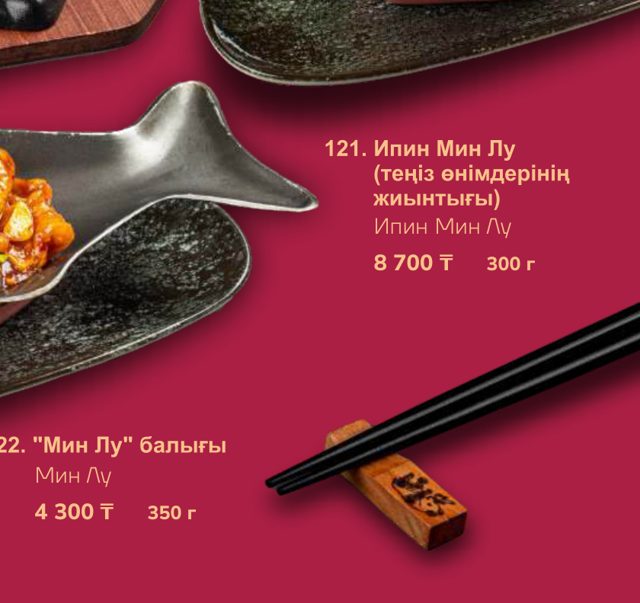 121. Ипин Мин Лу
(теңіз өнімдерінің
жиынтығы)
Ипин Мин Лу
8 700 ₸ 300 г
22. "Мин Лу" балығы
Мин Лу
4 300 ₸ 350 г